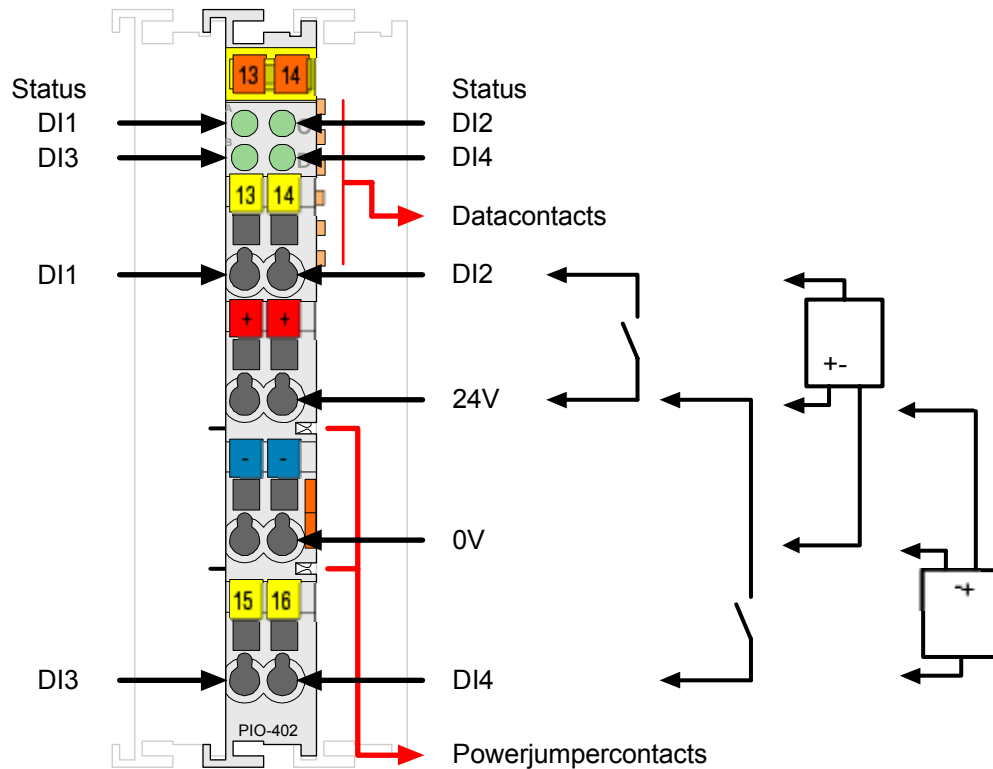 13 14
Status
Status
A
DI1
DI2
C
B
DI3
DI4
D
13 14
Datacontacts
DI1
DI2
+ +
+-
24V
- -
0V
-+
15 16
DI3
DI4
PIO-402
Powerjumpercontacts